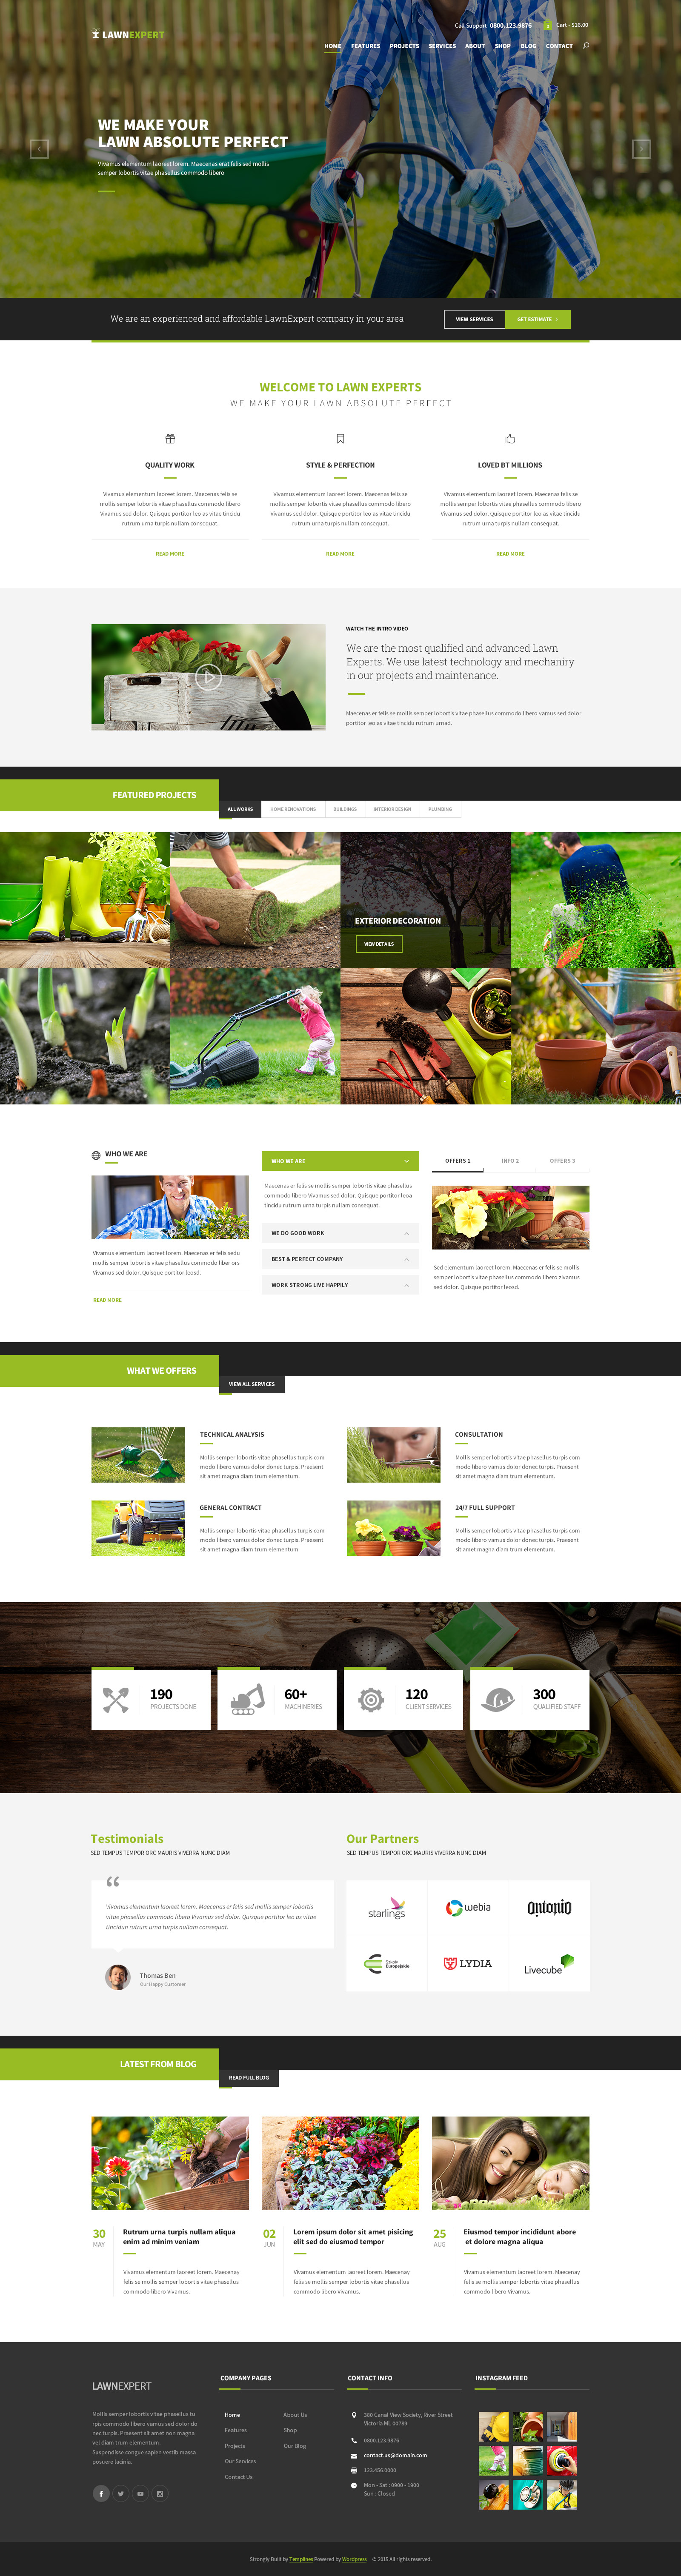 Call Support 0800.123.9876
Cart - $16.00
LAWNEXPERT
HOME FEATURES PROJECTS SERVICES ABOUT SHOP BLOG CONTACT
WE MAKE YOUR
LAWN ABSOLUTE PERFECT
Vivamus elementum laoreet lorem. Maecenas erat felis sed mollis
semper lobortis vitae phasellus commodo libero
We are an experienced and affordable LawnExpert company in your area
VIEW SERVICES
GET ESTIMATE
WELCOME TO LAWN EXPERTS
WE MAKE YOUR LAWN ABSOLUTE PERFECT
QUALITY WORK
Vivamus elementum laoreet lorem. Maecenas felis se
mollis semper lobortis vitae phasellus commodo libero
Vivamus sed dolor. Quisque portitor leo as vitae tincidu
rutrum urna turpis nullam consequat.
READ MORE
STYLE & PERFECTION
Vivamus elementum laoreet lorem. Maecenas felis se
mollis semper lobortis vitae phasellus commodo libero
Vivamus sed dolor. Quisque portitor leo as vitae tincidu
rutrum urna turpis nullam consequat.
READ MORE
LOVED BT MILLIONS
Vivamus elementum laoreet lorem. Maecenas felis se
mollis semper lobortis vitae phasellus commodo libero
Vivamus sed dolor. Quisque portitor leo as vitae tincidu
rutrum urna turpis nullam consequat.
READ MORE
WATCH THE INTRO VIDEO
We are the most qualified and advanced Lawn
Experts. We use latest technology and mechaniry
in our projects and maintenance.
Maecenas er felis se mollis semper lobortis vitae phasellus commodo libero vamus sed dolor
portitor leo as vitae tincidu rutrum urnad.
FEATURED PROJECTS
ALL WORKS HOME RENOVATIONS BUILDINGS INTERIOR DESIGN PLUMBING
EXTERIOR DECORATION
VIEW DETAILS
WHO WE ARE
Vivamus elementum laoreet lorem. Maecenas er felis sedu
mollis semper lobortis vitae phasellus commodo liber ors
Vivamus sed dolor. Quisque portitor leosd.
READ MORE
WHO WE ARE
Maecenas er felis se mollis semper lobortis vitae phasellus
commodo libero Vivamus sed dolor. Quisque portitor leoa
as vitae tincidu rutrum urna turpis nullam consequat.
WE DO GOOD WORK
BEST & PERFECT COMPANY
WORK STRONG LIVE HAPPILY
OFFERS 1 INFO 2 OFFERS 3
Sed elementum laoreet lorem. Maecenas er felis se mollis
semper lobortis vitae phasellus commodo libero zivamus
sed dolor. Quisque portitor leosd.
WHAT WE OFFERS
VIEW ALL SERVICES
TECHNICAL ANALYSIS
Mollis semper lobortis vitae phasellus turpis com
modo libero vamus dolor donec turpis. Praesent
sit amet magna diam trum elementum.
CONSULTATION
Mollis semper lobortis vitae phasellus turpis com
modo libero vamus dolor donec turpis. Praesent
sit amet magna diam trum elementum.
GENERAL CONTRACT
Mollis semper lobortis vitae phasellus turpis com
modo libero vamus dolor donec turpis. Praesent
sit amet magna diam trum elementum.
24/7 FULL SUPPORT
Mollis semper lobortis vitae phasellus turpis com
modo libero vamus dolor donec turpis. Praesent
sit amet magna diam trum elementum.
190
PROJECTS DONE
60+
MACHINERIES
120
CLIENT SERVICES
300
QUALIFIED STAFF
Testimonials
SED TEMPUS TEMPOR ORC MAURIS VIVERRA NUNC DIAM
Vivamus elementum laoreet lorem. Maecenas er felis sed mollis semper lobortis
vitae phasellus commodo libero Vivamus sed dolor. Quisque portitor leo as vitae
tincidun rutrum urna turpis nullam consequat.
Thomas Ben
Our Happy Customer
Our Partners
SED TEMPUS TEMPOR ORC MAURIS VIVERRA NUNC DIAM
starlings
webia
Antonio
Szkoły
Europejskie
LYDIA
Livecube
LATEST FROM BLOG
READ FULL BLOG
30
MAY
Rutrum urna turpis nullam aliqua
enim ad minim veniam
Vivamus elementum laoreet lorem. Maecenay
felis se mollis semper lobortis vitae phasellus
commodo libero Vivamus.
02
JUN
Lorem ipsum dolor sit amet pisicing
elit sed do eiusmod tempor
Vivamus elementum laoreet lorem. Maecenay
felis se mollis semper lobortis vitae phasellus
commodo libero Vivamus.
25
AUG
Eiusmod tempor incididunt abore
et dolore magna aliqua
Vivamus elementum laoreet lorem. Maecenay
felis se mollis semper lobortis vitae phasellus
commodo libero Vivamus.
LAWNEXPERT
Mollis semper lobortis vitae phasellus tu
rpis commodo libero vamus sed dolor do
nec turpis. Praesent sit amet non magna
vel diam trum elementum.
Suspendisse congue sapien vestib massa
posuere lacinia.
COMPANY PAGES
Home
Features
Projects
Our Services
Contact Us
About Us
Shop
Our Blog
CONTACT INFO
380 Canal View Society, River Street
Victoria MI, 00789
0800.123.9876
contact.us@domain.com
123.456.0000
Mon - Sat : 0900 - 1900
Sun : Closed
INSTAGRAM FEED
Strongly Built by Templines Powered by Wordpress © 2015 All rights reserved.